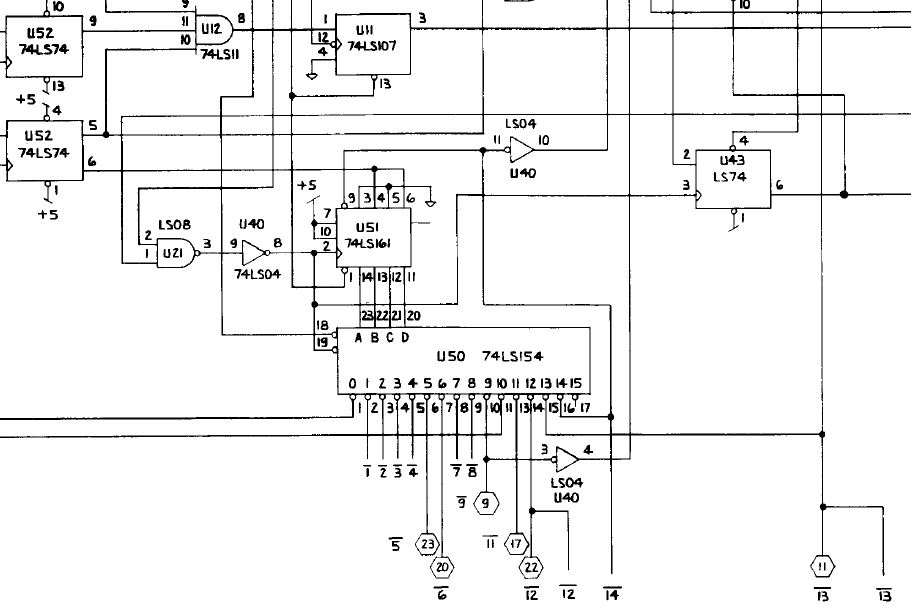 10
9
11
10
U12
8
74LS11
1
12
4
U11
74LS107
3
13
10
U52
74LS74
9
13
+5
4
U52
74LS74
5
6
1
+5
LS04
11
10
U40
2
3
4
U43
LS74
6
1
+5
9 3 4 5 6
7
10
2
U51
74LS161
1 14 13 12 11
LS08
2
1
U21
3
U40
9
8
74LS04
23 22 21 20
18
19
A B C D
U50 74LS154
0 1 2 3 4 5 6 7 8 9 10 11 12 13 14 15
1 2 3 4 5 6 7 8 9 10 11 13 14 15 16 17
1 2 3 4
7 8
3
4
LS04
U40
9
9
5
23
11
17
20
6
22
12
12
14
11
13
13